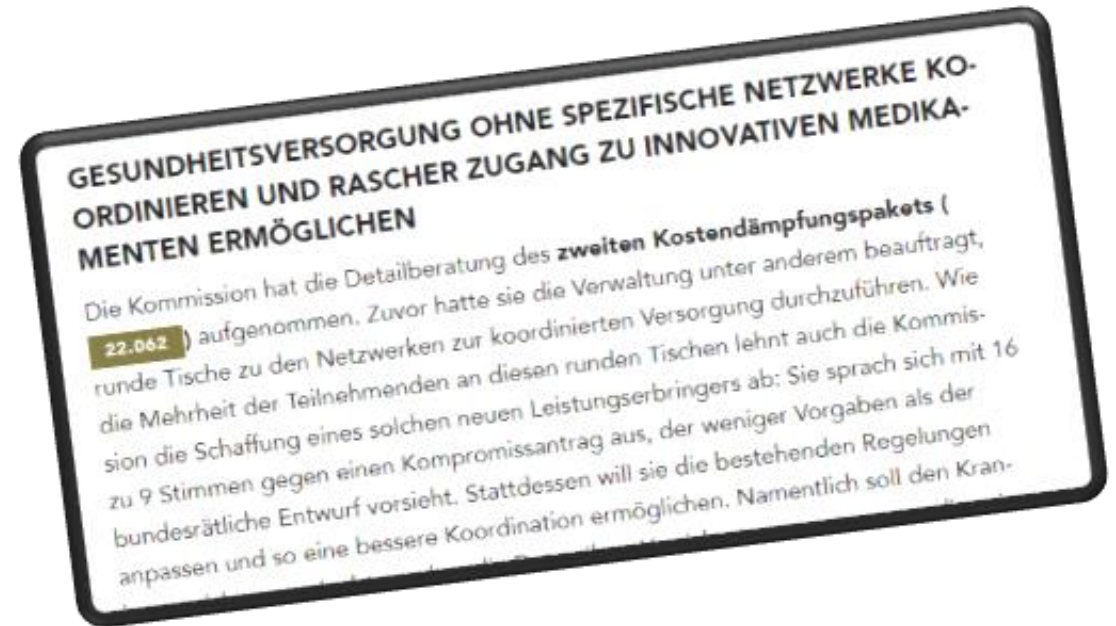 GESUNDHEITSVERSORGUNG OHNE SPEZIFISCHE NETZWERKE KO-
ORDINIEREN UND RASCHER ZUGANG ZU INNOVATIVEN MEDIKA-
MENTEN ERMÖGLICHEN
Die Kommission hat die Detailberatung des zweiten Kostendämpfungspakets (
22.062 ) aufgenommen. Zuvor hatte sie die Verwaltung unter anderem beauftragt,
runde Tische zu den Netzwerken zur koordinierten Versorgung durchzuführen. Wie
die Mehrheit der Teilnehmenden an diesen runden Tischen lehnt auch die Kommis-
sion die Schaffung eines solchen neuen Leistungserbringers ab: Sie sprach sich mit 16
zu 9 Stimmen gegen einen Kompromissantrag aus, der weniger Vorgaben als der
bundesrätliche Entwurf vorsieht. Stattdessen will sie die bestehenden Regelungen
anpassen und so eine bessere Koordination ermöglichen. Namentlich soll den Kran-